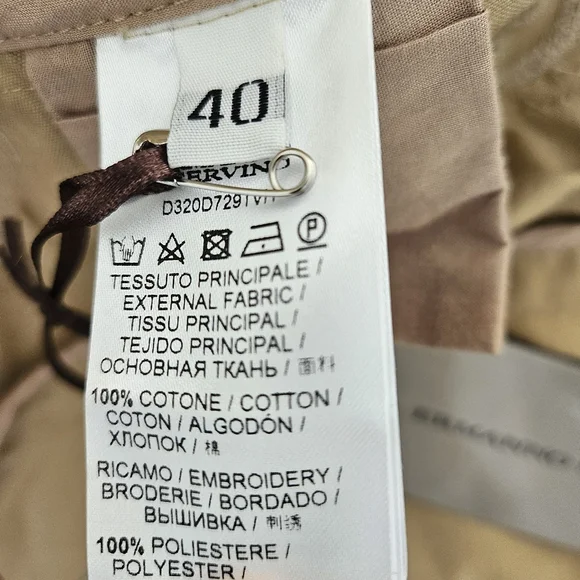 40
D320D729TVH
TESSUTO PRINCIPALE /
EXTERNAL FABRIC /
TISSU PRINCIPAL /
TEJIDO PRINCIPAL /
ОСНОВНАЯ ТКАНЬ / 面料
100% COTONE / COTTON /
COTON / ALGODÓN /
ХЛОПОК / 棉
RICAMO / EMBROIDERY /
BRODERIE / BORDADO /
ВЫШИВКА / 刺绣
100% POLIESTERE /
POLYESTER /